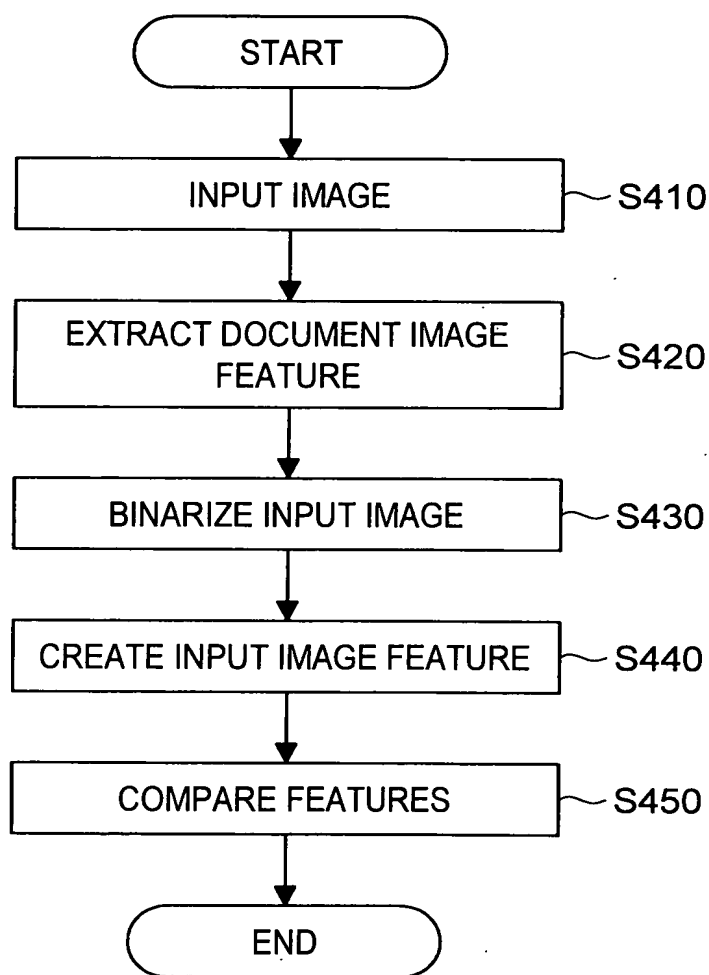 START
INPUT IMAGE
S410
EXTRACT DOCUMENT IMAGE
FEATURE
S420
BINARIZE INPUT IMAGE
S430
CREATE INPUT IMAGE FEATURE
S440
COMPARE FEATURES
S450
END